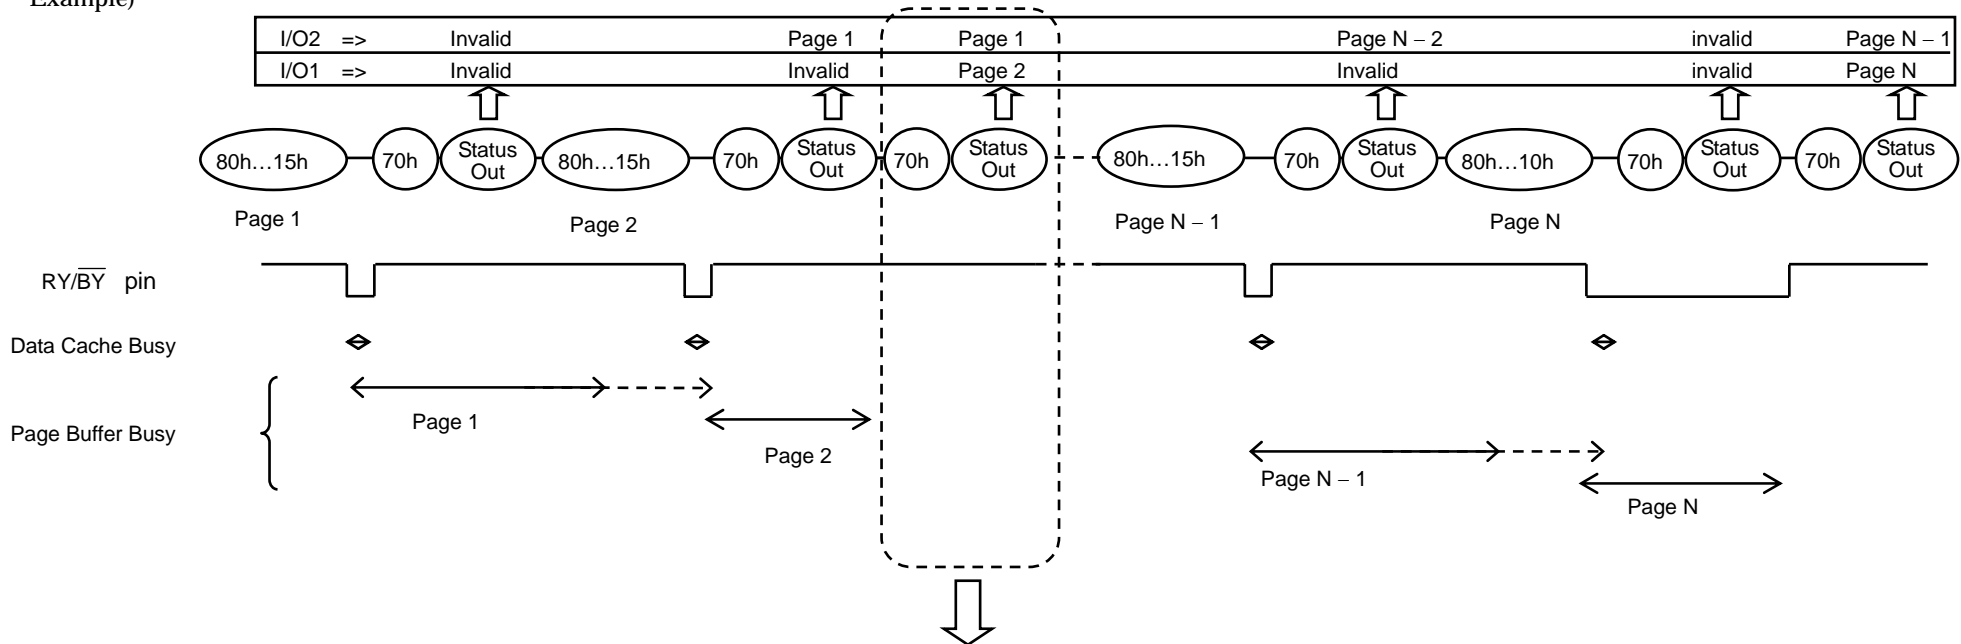 Example)
I/O2 => Invalid Page 1 Page 1 Page N – 2 invalid Page N – 1
I/O1 => Invalid Invalid Page 2 Invalid invalid Page N
80h…15h 70h Status Out 80h…15h 70h Status Out 70h Status Out 80h…15h 70h Status Out 80h…10h 70h Status Out 70h Status Out
Page 1 Page 2 Page N – 1 Page N
RY/BY pin
Data Cache Busy
Page 1
Page Buffer Busy
Page 2
Page N – 1
Page N